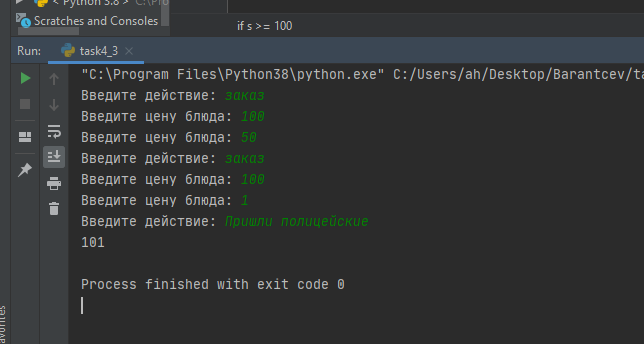 < Python 3.8 > C:\Pro
Scratches and Consoles
if s >= 100
Run: task4_3 ×
"C:\Program Files\Python38\python.exe" C:/Users/ah/Desktop/Barantcev/ta
Введите действие: заказ
Введите цену блюда: 100
Введите цену блюда: 50
Введите действие: заказ
Введите цену блюда: 100
Введите цену блюда: 1
Введите действие: Пришли полицейские
101
Process finished with exit code 0
avorites